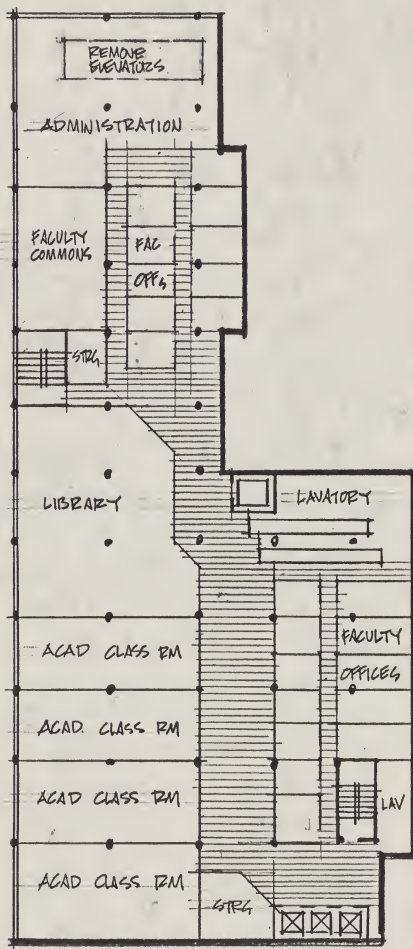 REMOVE
ELEVATORS
ADMINISTRATION
FACULTY
COMMONS
FAC
OFFS
STRG
LIBRARY
LAVATORY
ACAD CLASS RM
FACULTY
OFFICES
ACAD. CLASS RM
ACAD CLASS RM
LAV
ACAD CLASS RM
STRG